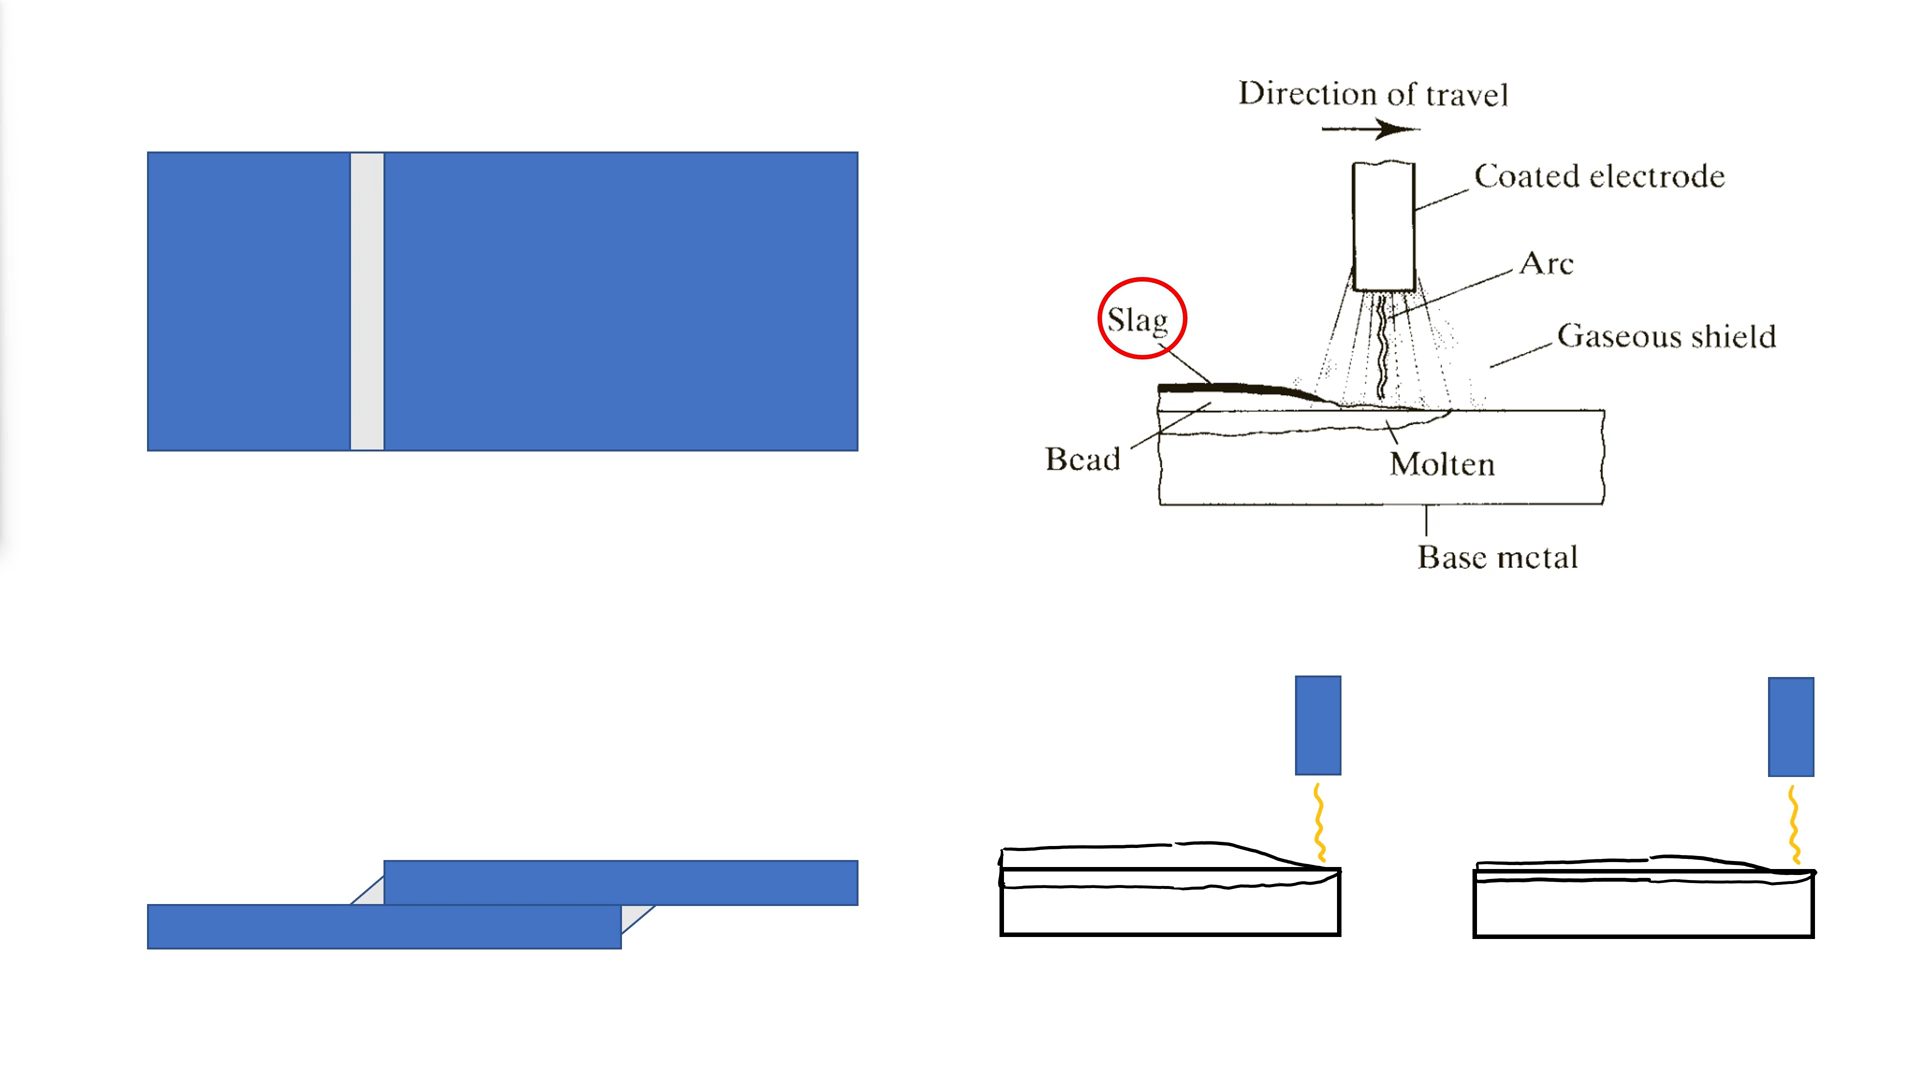 Direction of travel
Coated electrode
Arc
Slag
Gaseous shield
Bead
Molten
Base metal